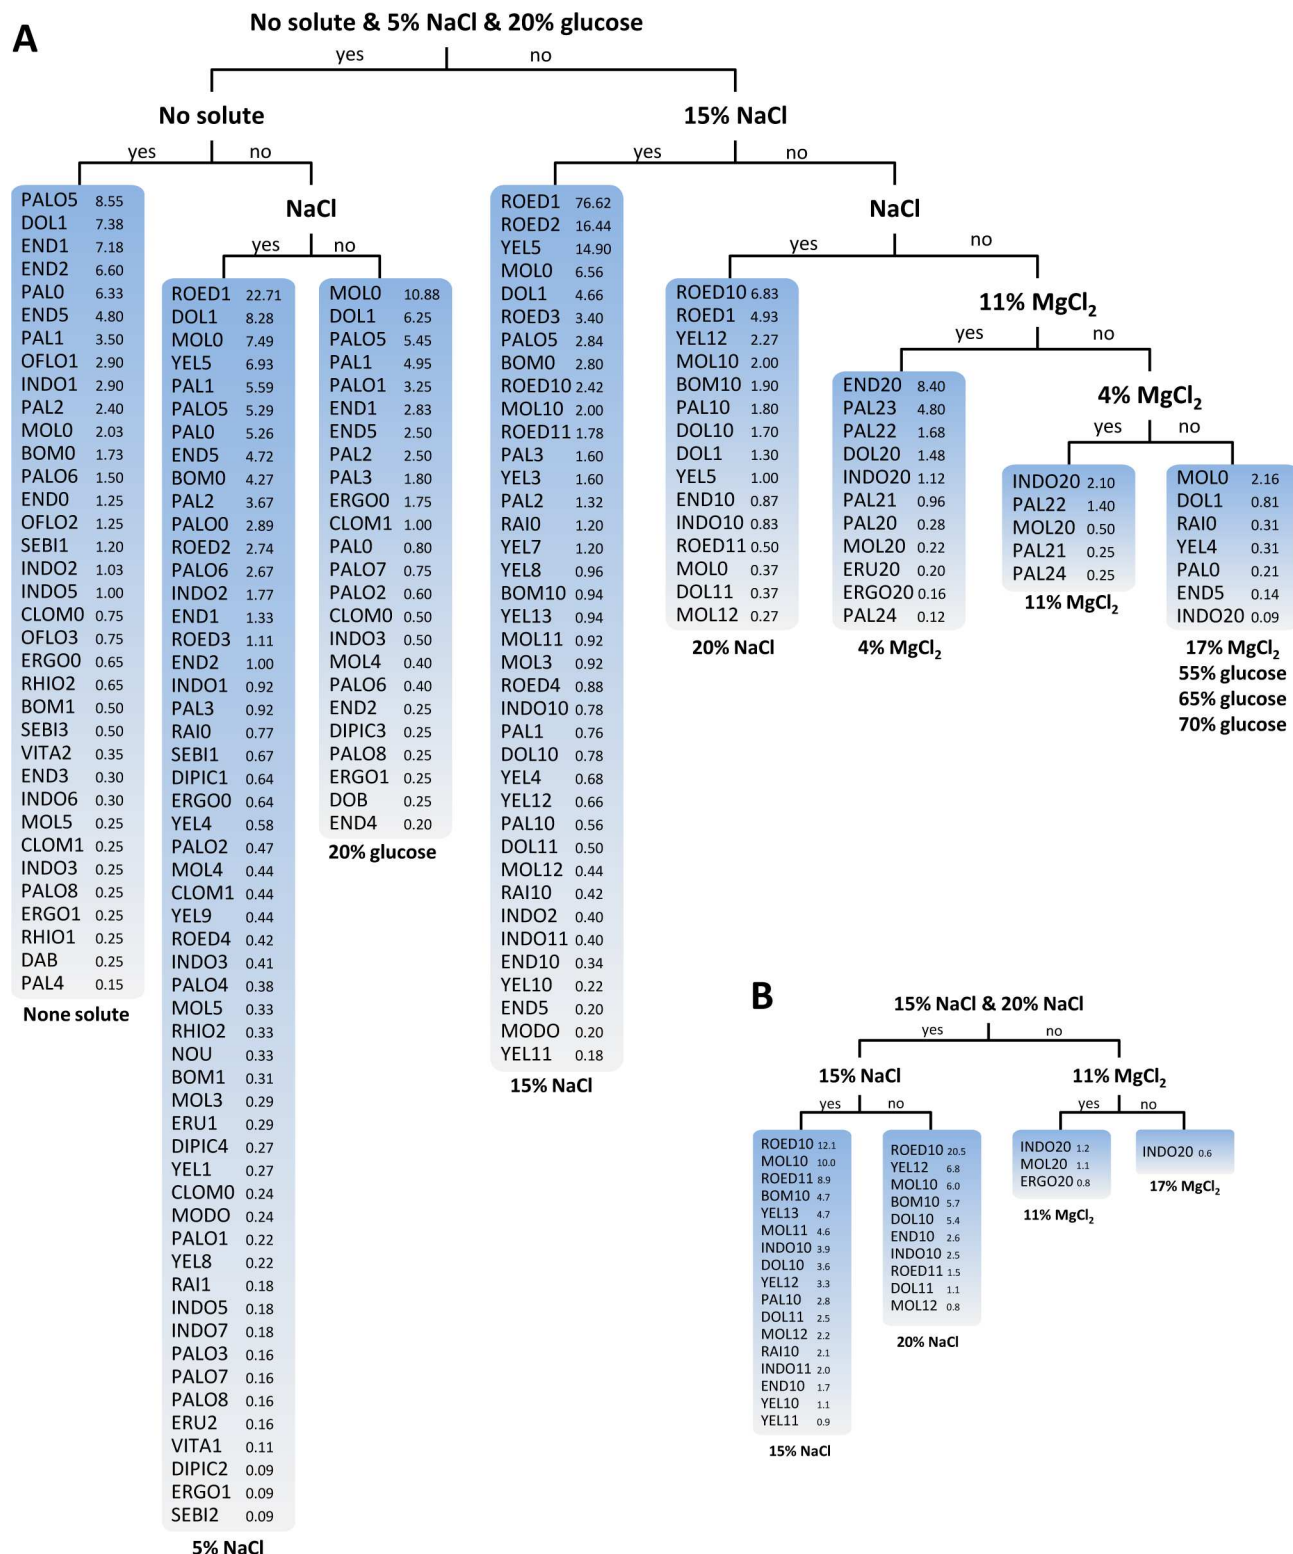 A
No solute & 5% NaCl & 20% glucose
yes no
No solute
15% NaCl
yes no
yes no
PALO5 8.55
DOL1 7.38
END1 7.18
END2 6.60
PAL0 6.33
END5 4.80
PAL1 3.50
OFLO1 2.90
INDO1 2.90
PAL2 2.40
MOL0 2.03
BOM0 1.73
PALO6 1.50
END0 1.25
OFLO2 1.25
SEBI1 1.20
INDO2 1.03
INDO5 1.00
CLOM0 0.75
OFLO3 0.75
ERGO0 0.65
RHIO2 0.65
BOM1 0.50
SEBI3 0.50
VITA2 0.35
END3 0.30
INDO6 0.30
MOL5 0.25
CLOM1 0.25
INDO3 0.25
PALO8 0.25
ERGO1 0.25
RHIO1 0.25
DAB 0.25
PAL4 0.15
None solute
NaCl
yes no
ROED1 22.71
DOL1 8.28
MOL0 7.49
YEL5 6.93
PAL1 5.59
PALO5 5.29
PAL0 5.26
END5 4.72
BOM0 4.27
PAL2 3.67
PALO0 2.89
ROED2 2.74
PALO6 2.67
INDO2 1.77
END1 1.33
ROED3 1.11
END2 1.00
INDO1 0.92
PAL3 0.92
RAI0 0.77
SEBI1 0.67
DIPIC1 0.64
ERGO0 0.64
YEL4 0.58
PALO2 0.47
MOL4 0.44
CLOM1 0.44
YEL9 0.44
ROED4 0.42
INDO3 0.41
PALO4 0.38
MOL5 0.33
RHIO2 0.33
NOU 0.33
BOM1 0.31
MOL3 0.29
ERU1 0.29
DIPIC4 0.27
YEL1 0.27
CLOM0 0.24
MODO 0.24
PALO1 0.22
YEL8 0.22
RAI1 0.18
INDO5 0.18
INDO7 0.18
PALO3 0.16
PALO7 0.16
PALO8 0.16
ERU2 0.16
VITA1 0.11
DIPIC2 0.09
ERGO1 0.09
SEBI2 0.09
5% NaCl
MOL0 10.88
DOL1 6.25
PALO5 5.45
PAL1 4.95
PALO1 3.25
END1 2.83
END5 2.50
PAL2 2.50
PAL3 1.80
ERGO0 1.75
CLOM1 1.00
PAL0 0.80
PALO7 0.75
PALO2 0.60
CLOM0 0.50
INDO3 0.50
MOL4 0.40
PALO6 0.40
END2 0.25
DIPIC3 0.25
PALO8 0.25
ERGO1 0.25
DOB 0.25
END4 0.20
20% glucose
ROED1 76.62
ROED2 16.44
YEL5 14.90
MOL0 6.56
DOL1 4.66
ROED3 3.40
PALO5 2.84
BOM0 2.80
ROED10 2.42
MOL10 2.00
ROED11 1.78
PAL3 1.60
YEL3 1.60
PAL2 1.32
RAI0 1.20
YEL7 1.20
YEL8 0.96
BOM10 0.94
YEL13 0.94
MOL11 0.92
MOL3 0.92
ROED4 0.88
INDO10 0.78
PAL1 0.76
DOL10 0.78
YEL4 0.68
YEL12 0.66
PAL10 0.56
DOL11 0.50
MOL12 0.44
RAI10 0.42
INDO2 0.40
INDO11 0.40
END10 0.34
YEL10 0.22
END5 0.20
MODO 0.20
YEL11 0.18
15% NaCl
NaCl
yes no
ROED10 6.83
ROED1 4.93
YEL12 2.27
MOL10 2.00
BOM10 1.90
PAL10 1.80
DOL10 1.70
DOL1 1.30
YEL5 1.00
END10 0.87
INDO10 0.83
ROED11 0.50
MOL0 0.37
DOL11 0.37
MOL12 0.27
20% NaCl
11% MgCl₂
yes no
END20 8.40
PAL23 4.80
PAL22 1.68
DOL20 1.48
INDO20 1.12
PAL21 0.96
PAL20 0.28
MOL20 0.22
ERU20 0.20
ERGO20 0.16
PAL24 0.12
4% MgCl₂
4% MgCl₂
yes no
INDO20 2.10
PAL22 1.40
MOL20 0.50
PAL21 0.25
PAL24 0.25
11% MgCl₂
MOL0 2.16
DOL1 0.81
RAI0 0.31
YEL4 0.31
PAL0 0.21
END5 0.14
INDO20 0.09
17% MgCl₂
55% glucose
65% glucose
70% glucose
B
15% NaCl & 20% NaCl
yes no
15% NaCl
11% MgCl₂
yes no
yes no
ROED10 12.1
MOL10 10.0
ROED11 8.9
BOM10 4.7
YEL13 4.7
MOL11 4.6
INDO10 3.9
DOL10 3.6
YEL12 3.3
PAL10 2.8
DOL11 2.5
MOL12 2.2
RAI10 2.1
INDO11 2.0
END10 1.7
YEL10 1.1
YEL11 0.9
15% NaCl
ROED10 20.5
YEL12 6.8
MOL10 6.0
BOM10 5.7
DOL10 5.4
END10 2.6
INDO10 2.5
ROED11 1.5
DOL11 1.1
MOL12 0.8
20% NaCl
INDO20 1.2
MOL20 1.1
ERGO20 0.8
11% MgCl₂
INDO20 0.6
17% MgCl₂